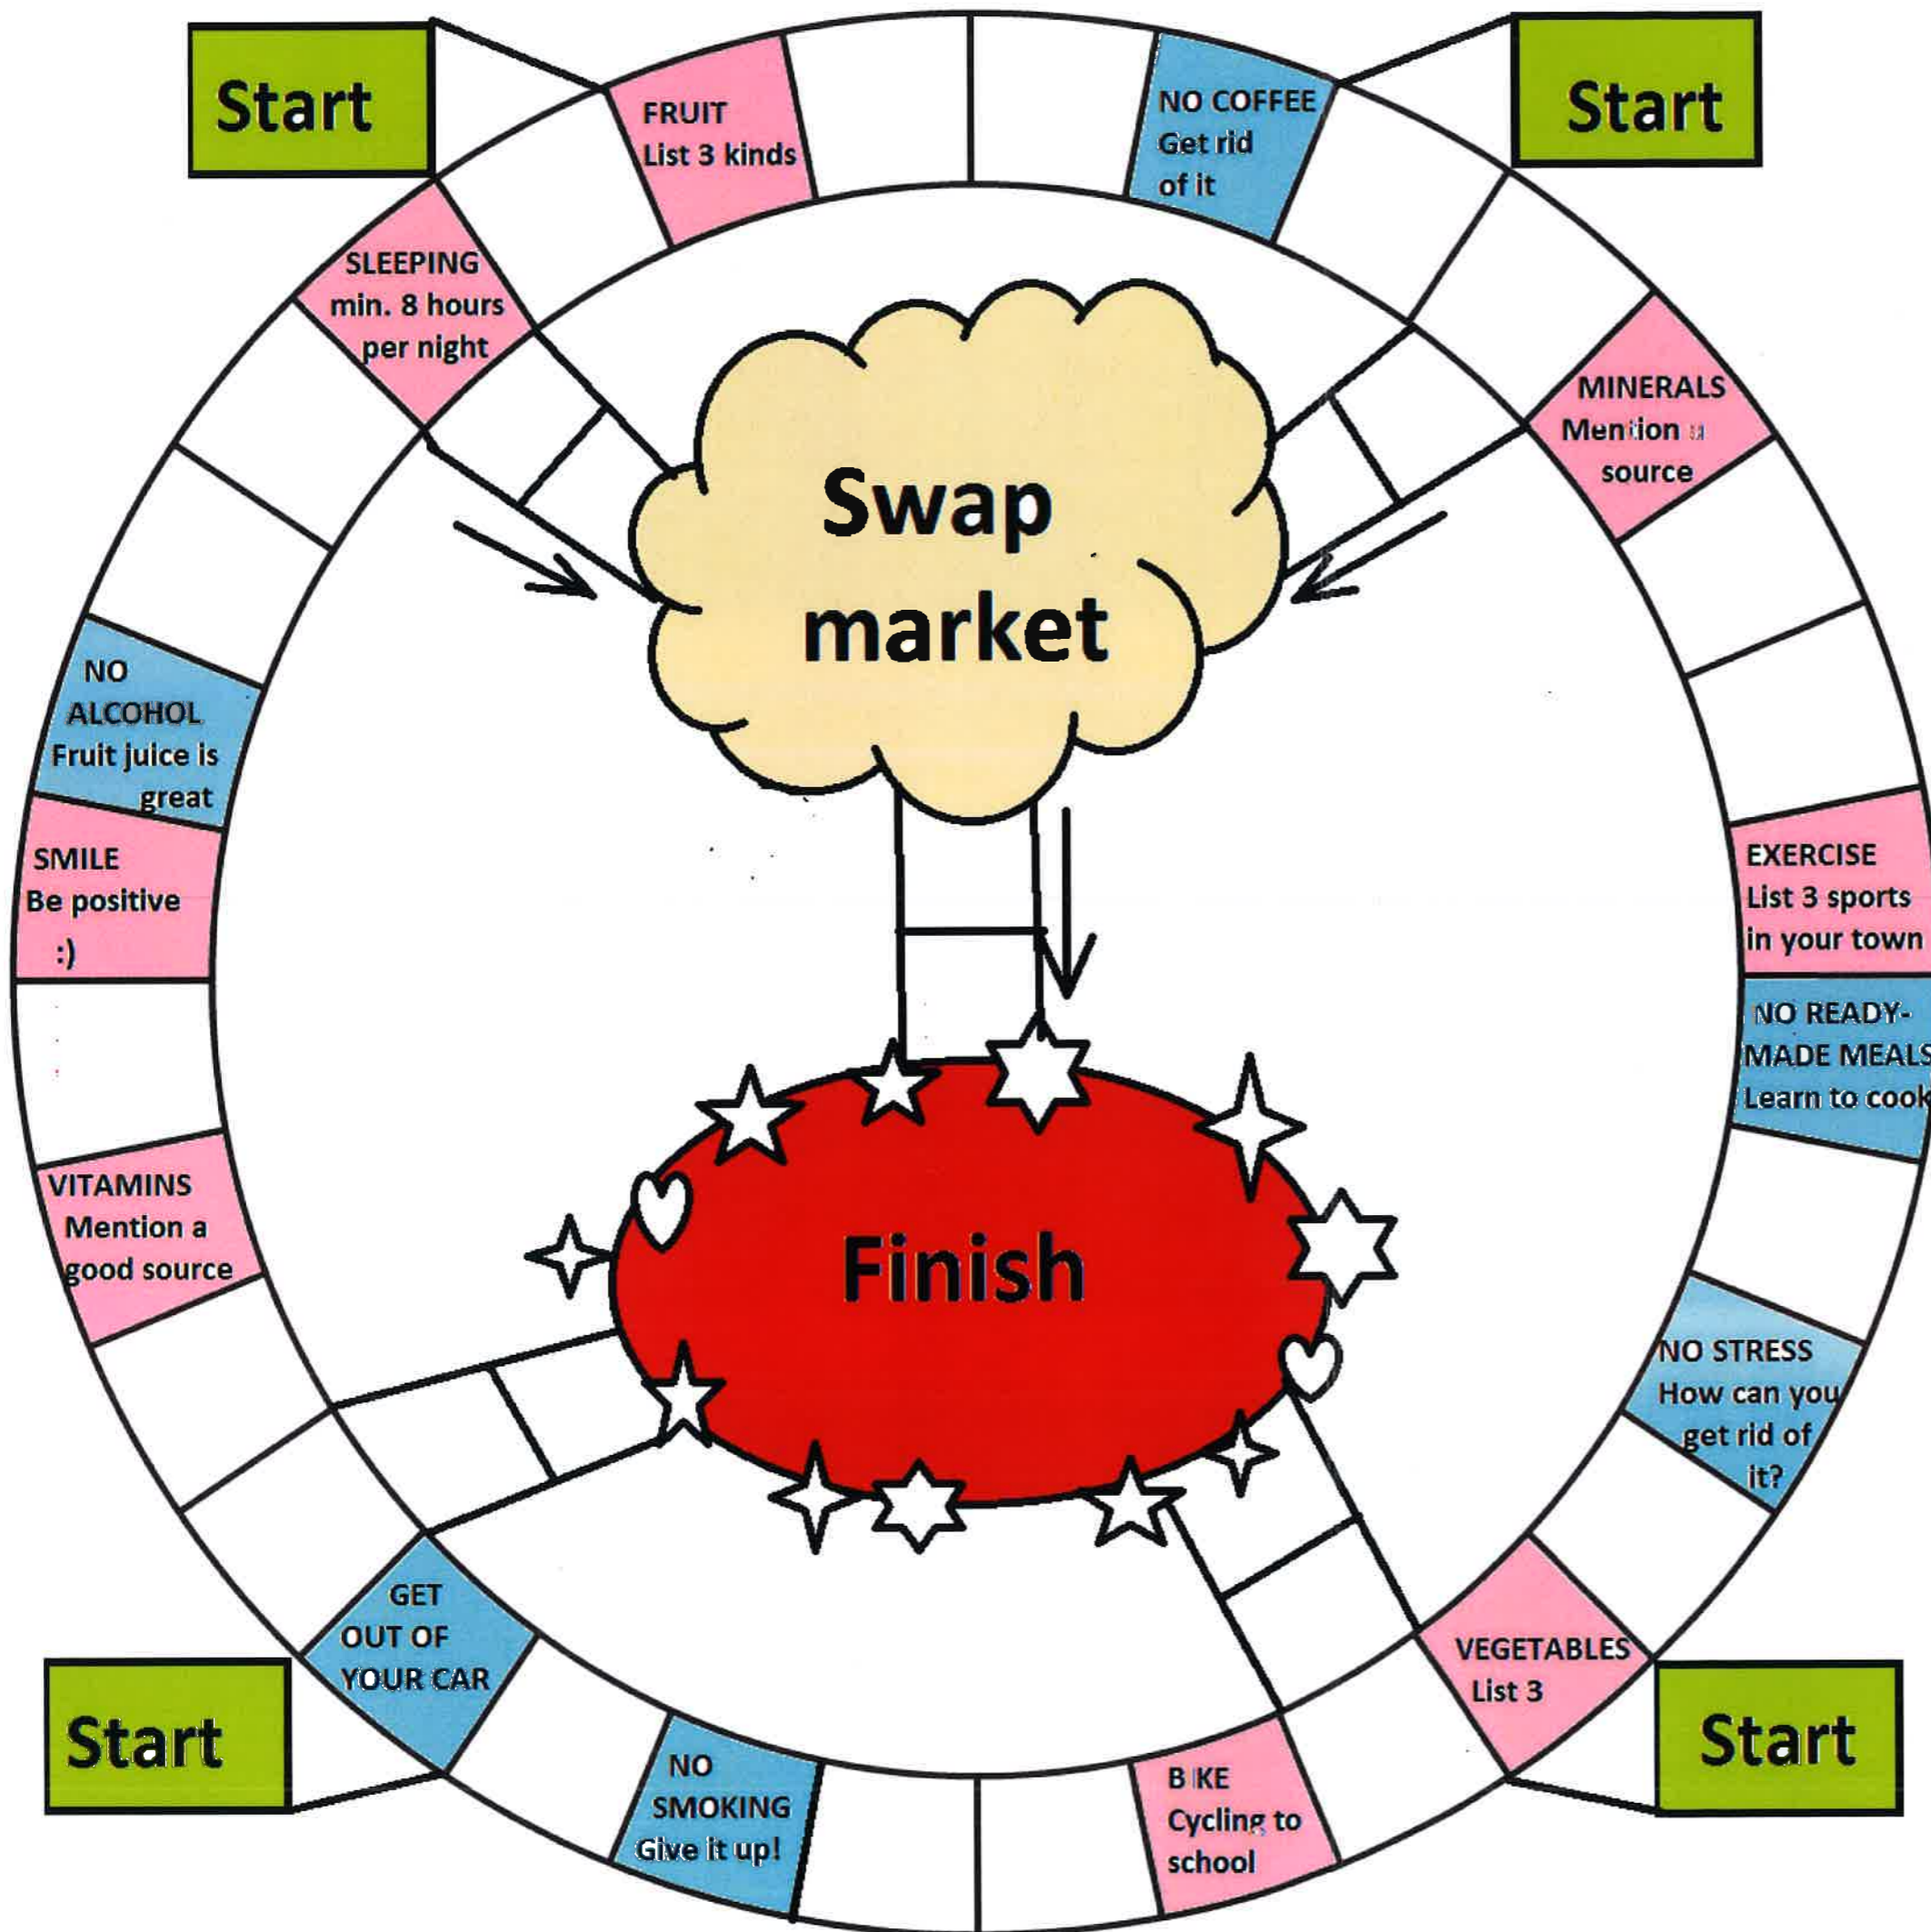 Start
Start
FRUIT
List 3 kinds
NO COFFEE
Get rid
of it
SLEEPING
min. 8 hours
per night
MINERALS
Mention a
source
Swap
market
NO
ALCOHOL
Fruit juice is
great
SMILE
Be positive
:)
EXERCISE
List 3 sports
in your town
NO READY-
MADE MEALS
Learn to cook
VITAMINS
Mention a
good source
Finish
NO STRESS
How can you
get rid of
it?
GET
OUT OF
YOUR CAR
VEGETABLES
List 3
Start
Start
NO
SMOKING
Give it up!
BIKE
Cycling to
school